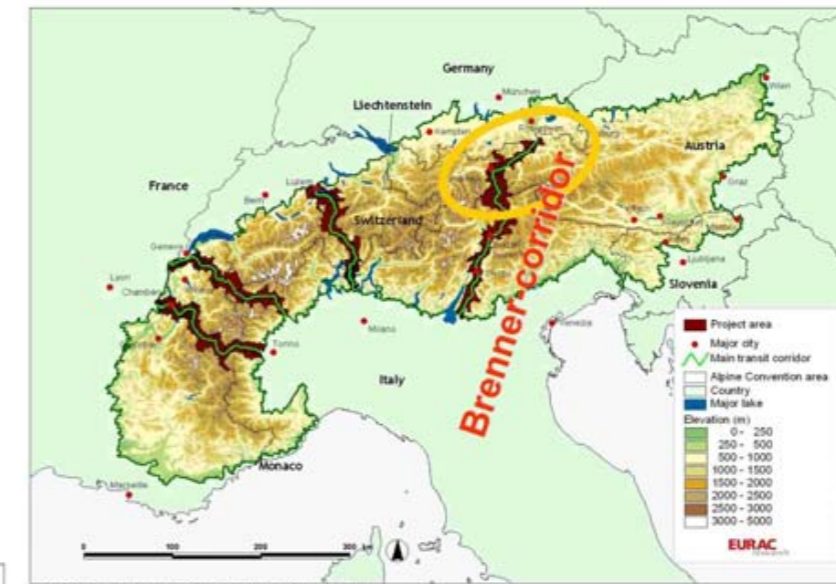 Germany
München
Liechtenstein
Kempten
Wien
Austria
France
Luzern
Bern
Graz
Switzerland
Geneve
Ljubljana
Lyon
Slovenia
Milano
Venezia
Torino
Italy
Brenner-corridor
Monaco
Marseille
Project area
Major city
Main transit corridor
Alpine Convention area
Country
Major lake
Elevation (m)
0 - 250
250 - 500
500 - 1000
1000 - 1500
1500 - 2000
2000 - 2500
2500 - 3000
3000 - 5000
0 100 200 300 km
EURAC
research